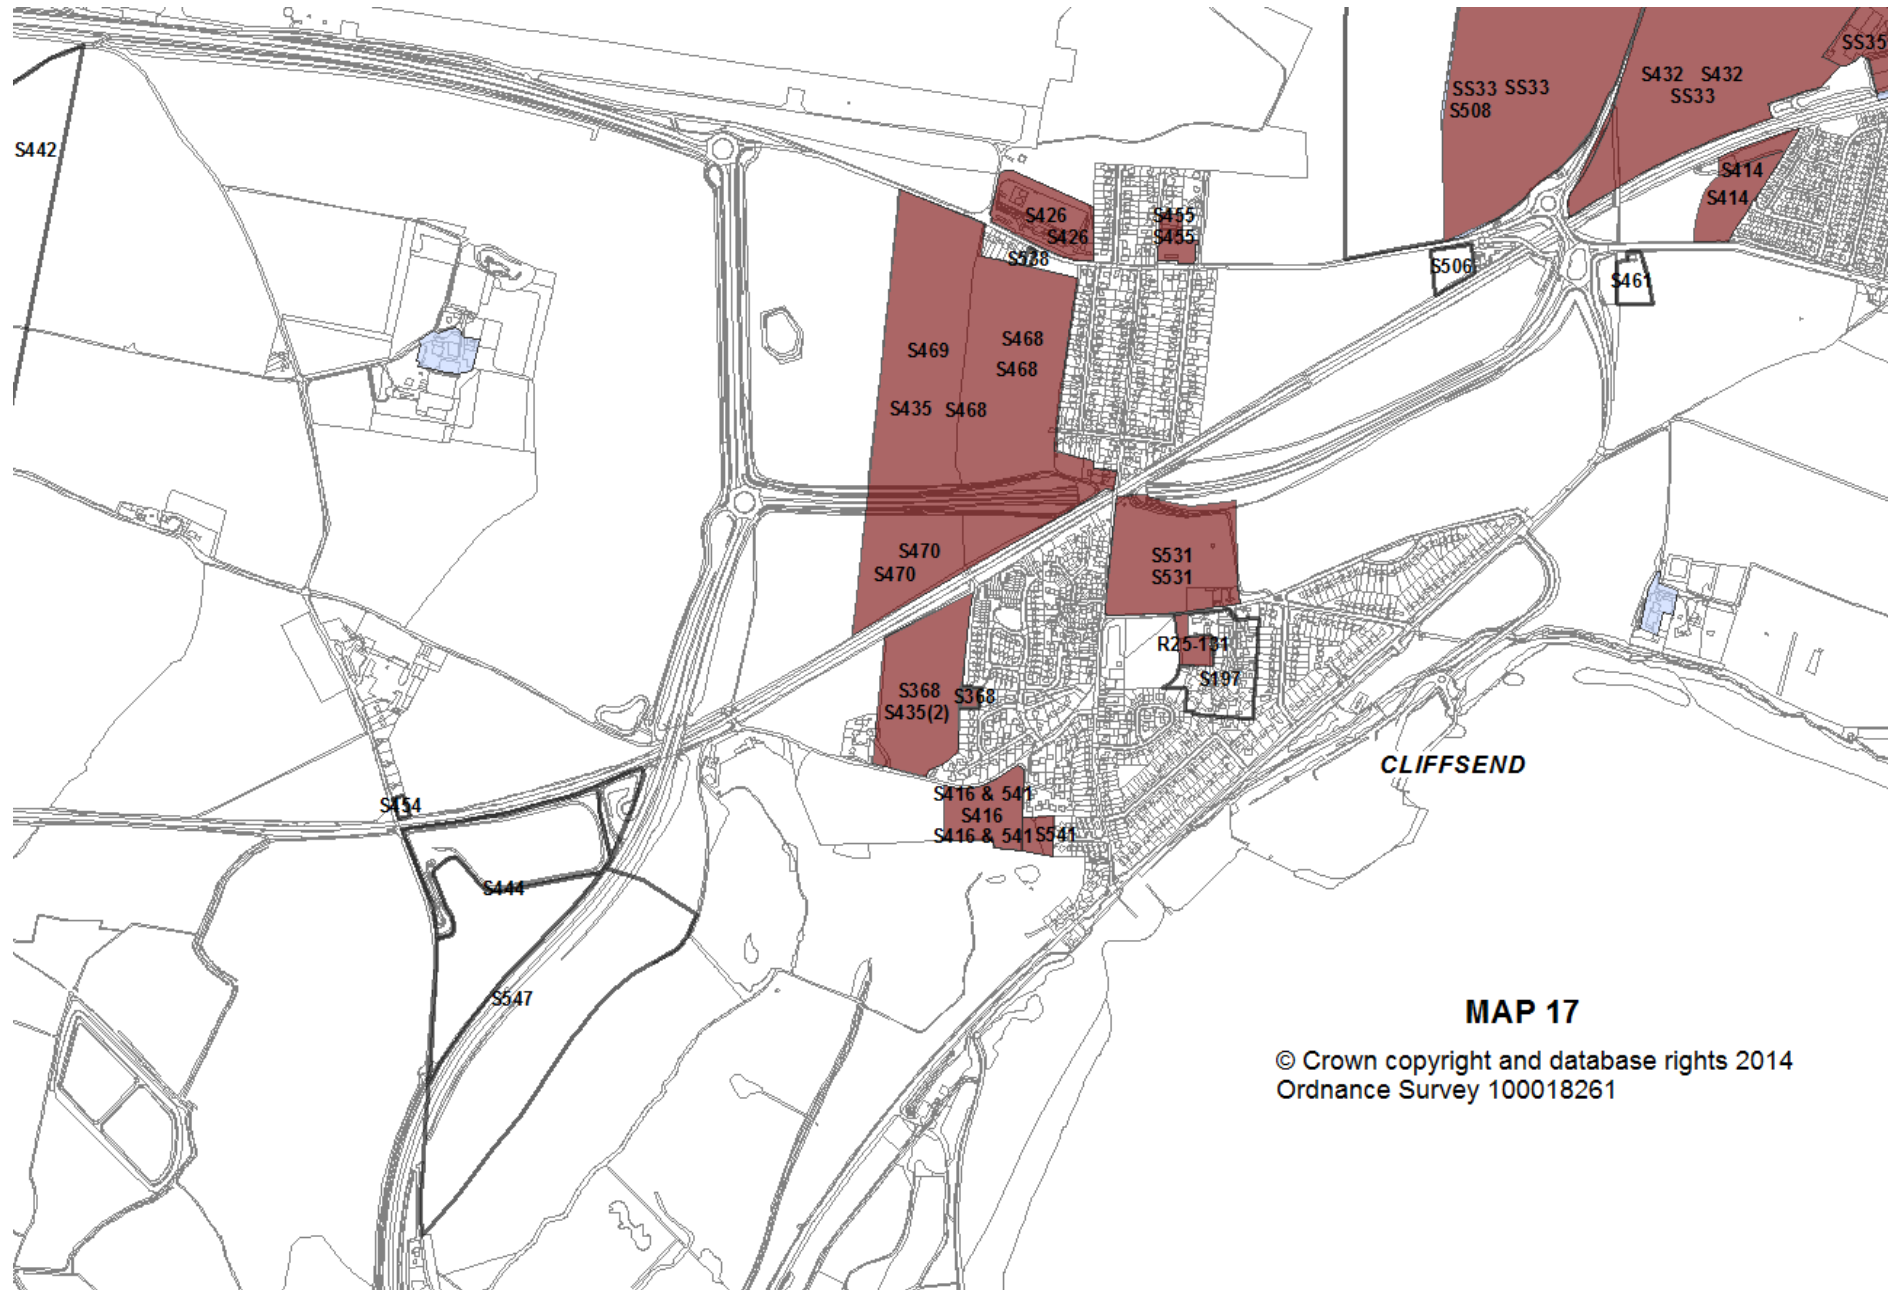 SS35
S432 S432
SS33
SS33 SS33
S508
S442
S414
S414
S426
S426
S455
S455
S538
S506
S461
S468
S469
S468
S435 S468
S470
S470
S531
S531
R25-131
S197
S368
S368
S435(2)
CLIFFSEND
S416 & 541
S416
S416 & 541 S541
S454
S444
S547
MAP 17
© Crown copyright and database rights 2014
Ordnance Survey 100018261